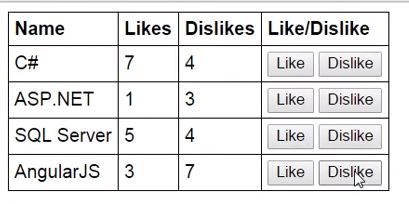 Name Likes Dislikes Like/Dislike
C# 7 4 Like Dislike
ASP.NET 1 3 Like Dislike
SQL Server 5 4 Like Dislike
AngularJS 3 7 Like Dislike